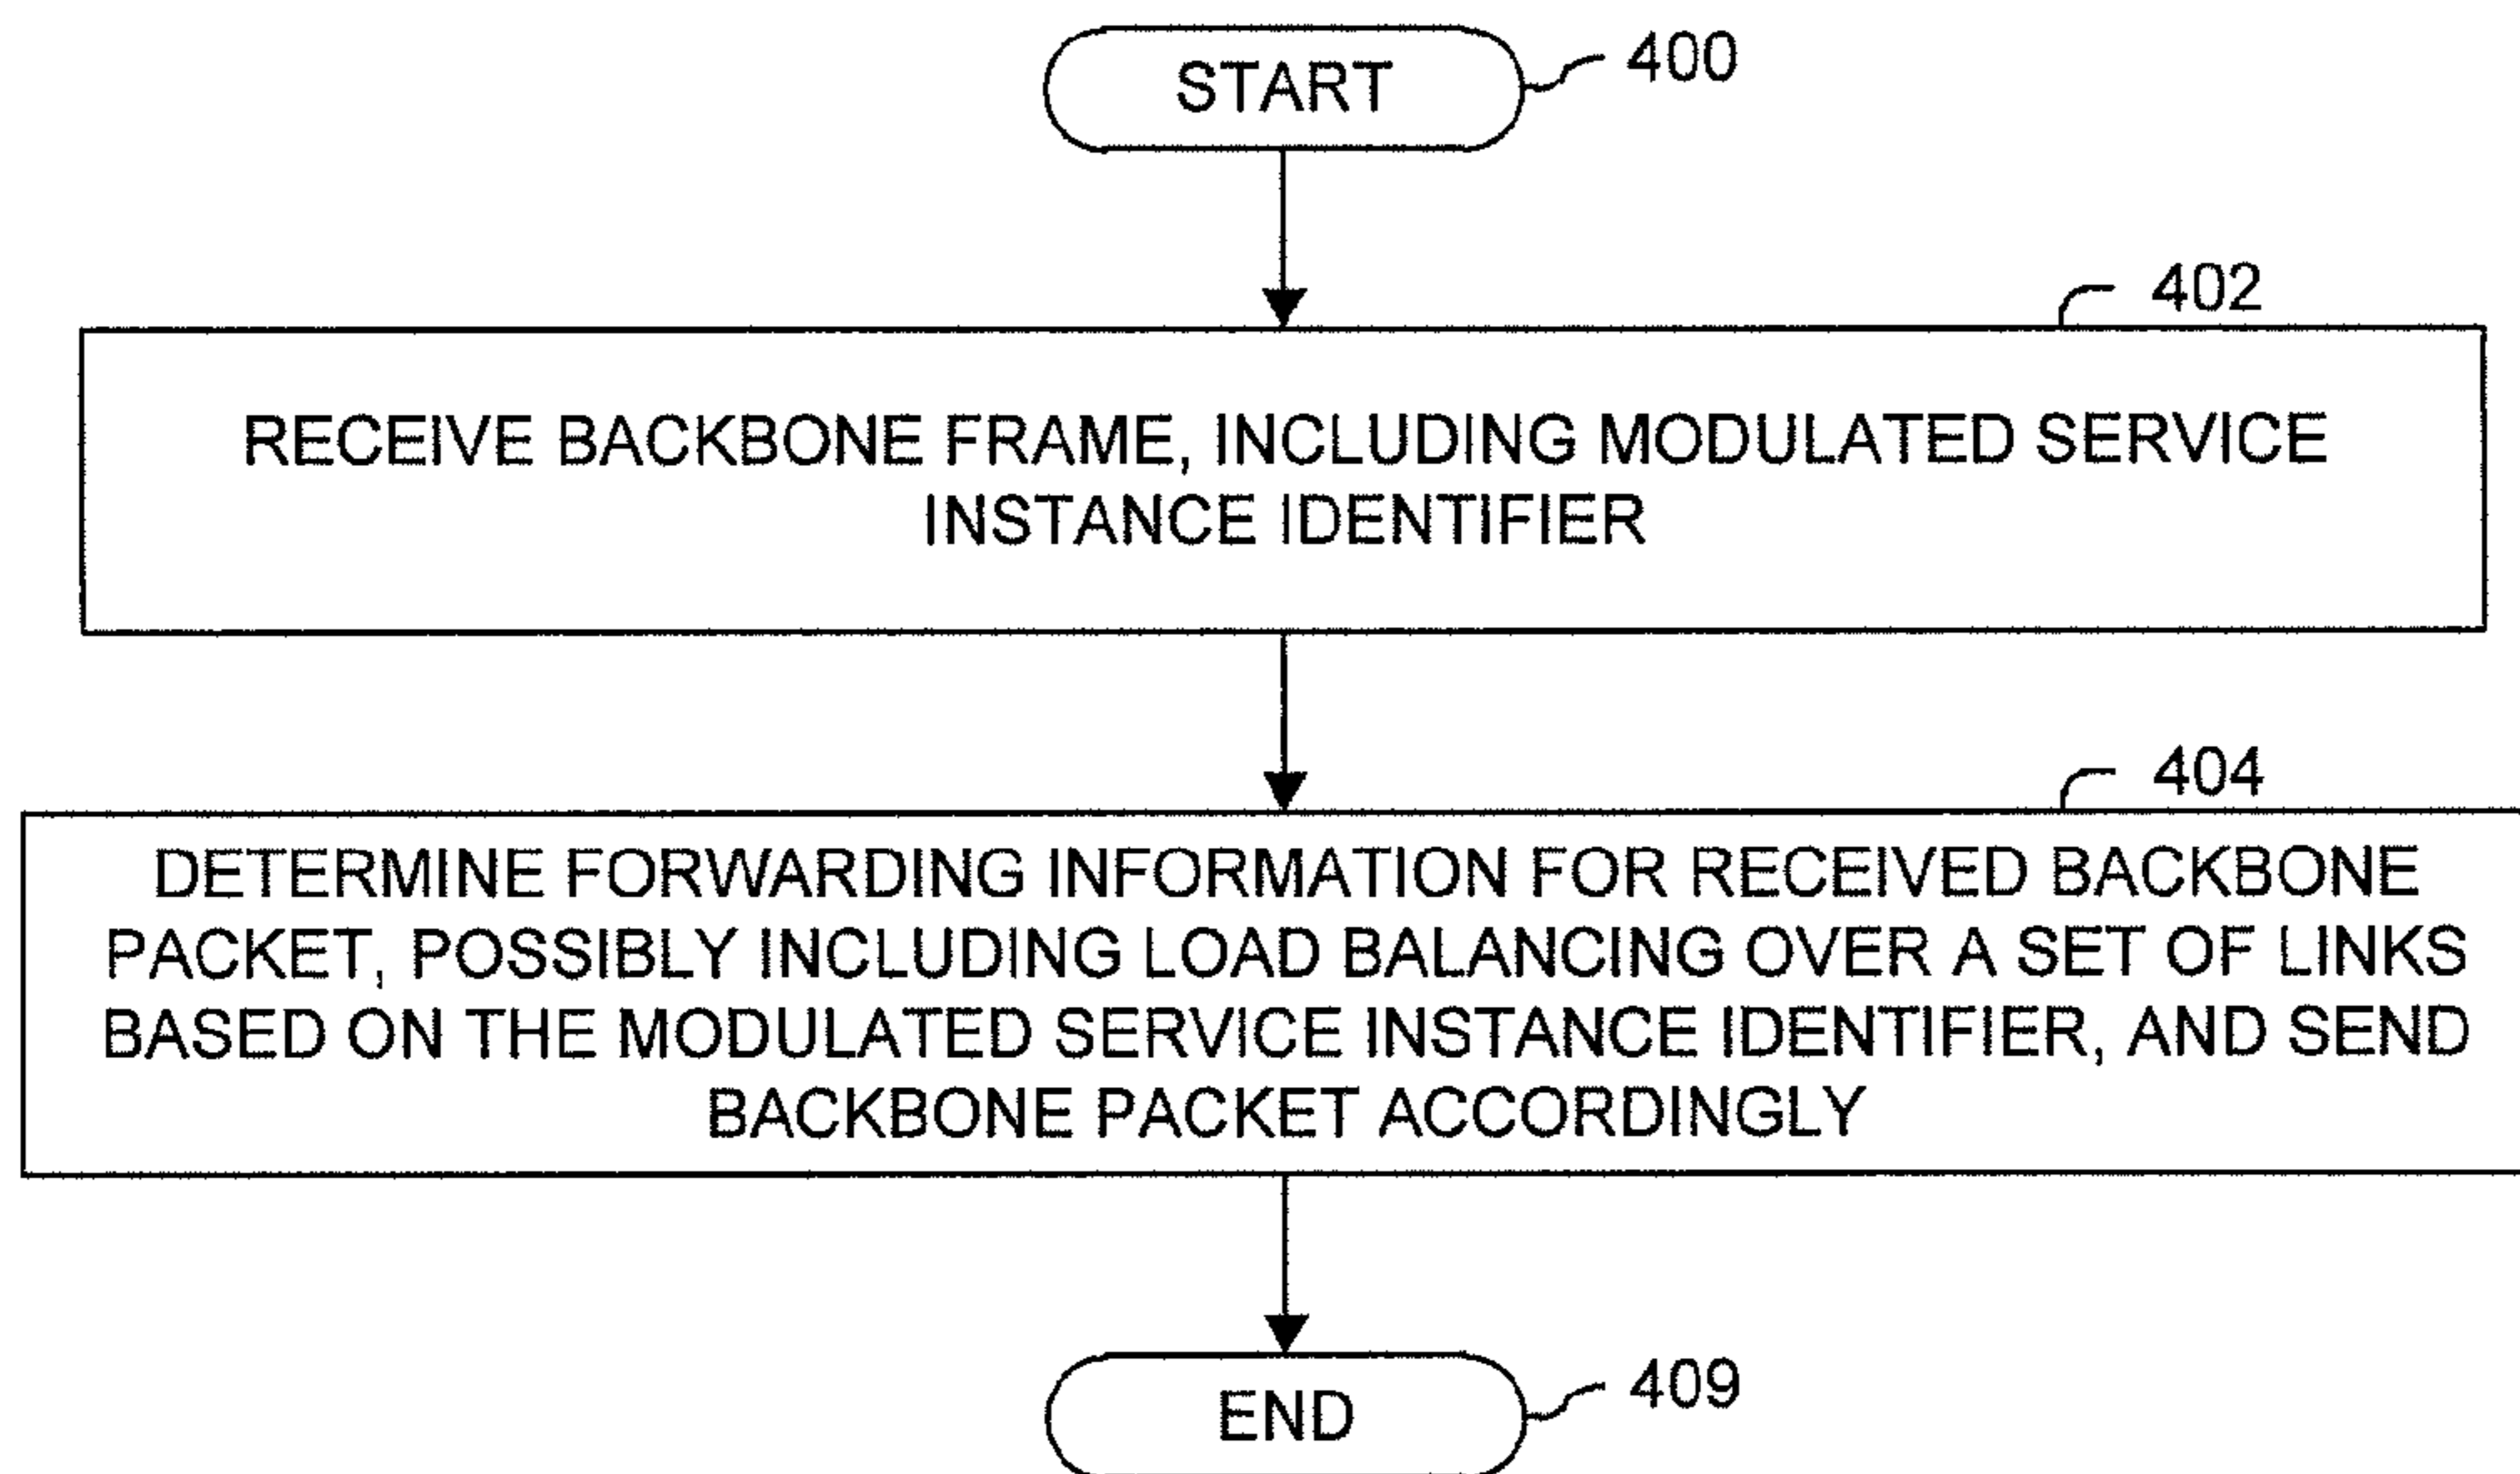 START
400
402
RECEIVE BACKBONE FRAME, INCLUDING MODULATED SERVICE
INSTANCE IDENTIFIER
404
DETERMINE FORWARDING INFORMATION FOR RECEIVED BACKBONE
PACKET, POSSIBLY INCLUDING LOAD BALANCING OVER A SET OF LINKS
BASED ON THE MODULATED SERVICE INSTANCE IDENTIFIER, AND SEND
BACKBONE PACKET ACCORDINGLY
END
409